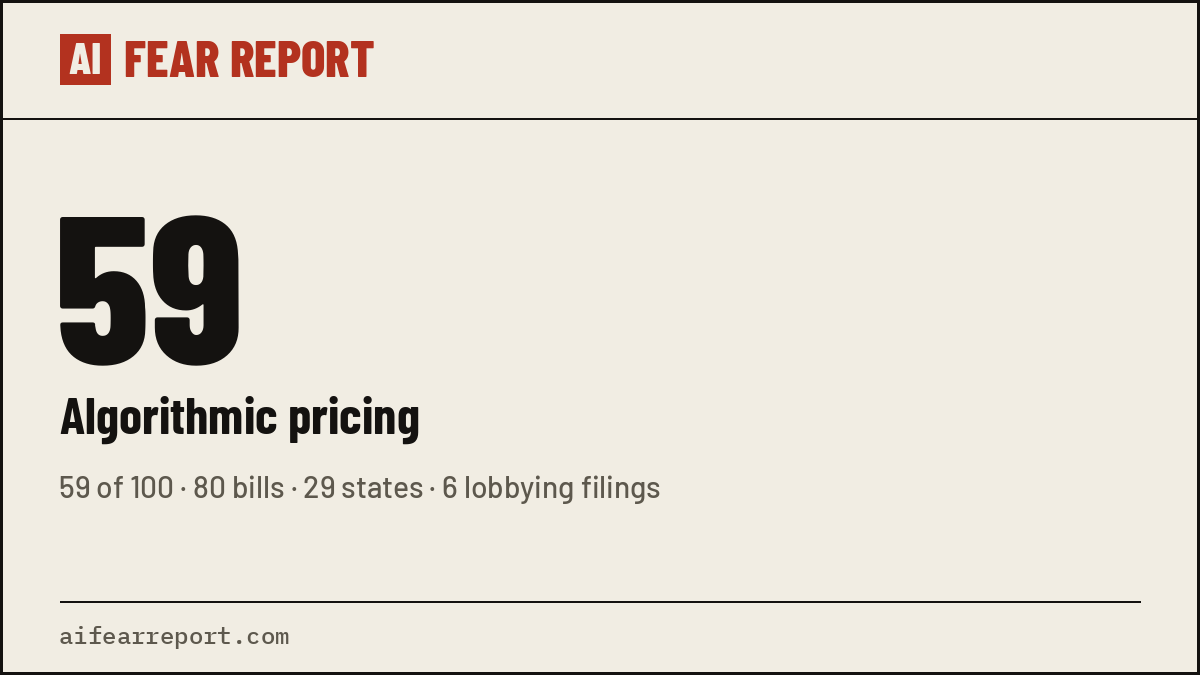 AI FEAR REPORT
59
Algorithmic pricing
59 of 100 · 80 bills · 29 states · 6 lobbying filings
aifearreport.com